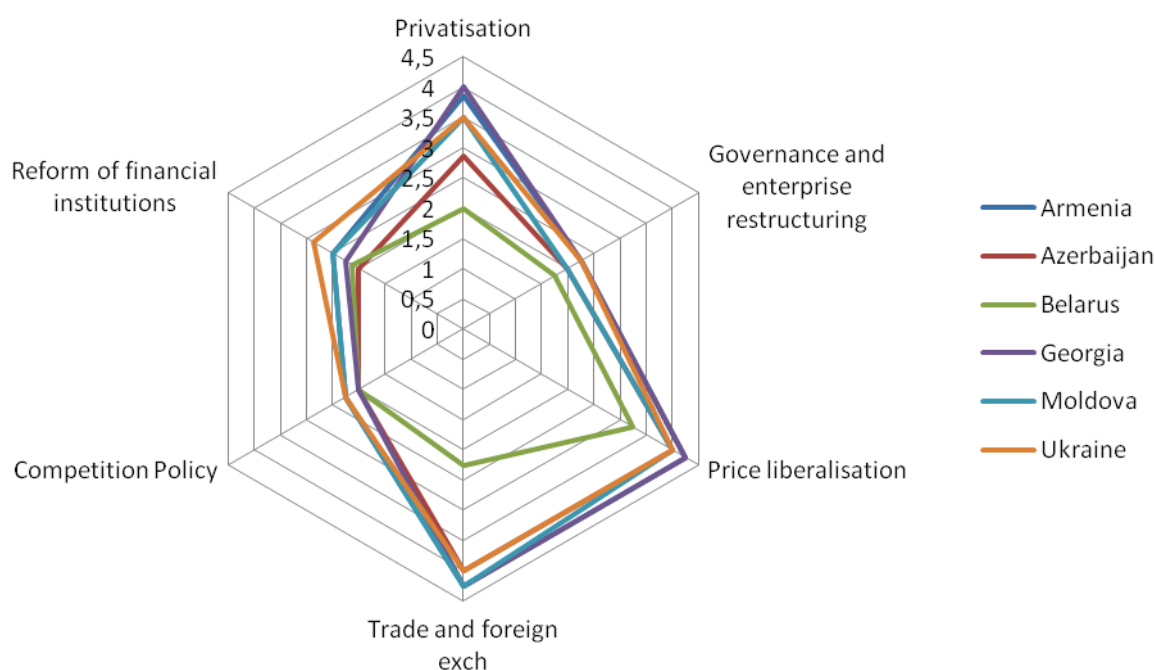 Privatisation
4,5
4
3,5
3
2,5
2
1,5
1
0,5
0
Governance and
enterprise
restructuring
Price liberalisation
Trade and foreign
exch
Competition Policy
Reform of financial
institutions
Armenia
Azerbaijan
Belarus
Georgia
Moldova
Ukraine